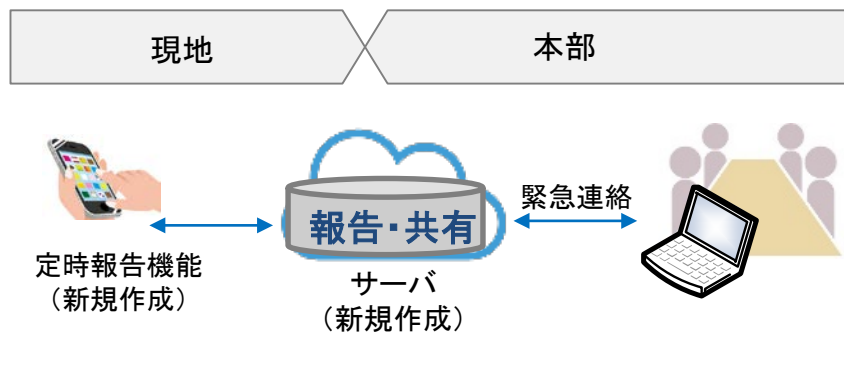 現地
本部
報告・共有
緊急連絡
定時報告機能
（新規作成）
サーバ
（新規作成）